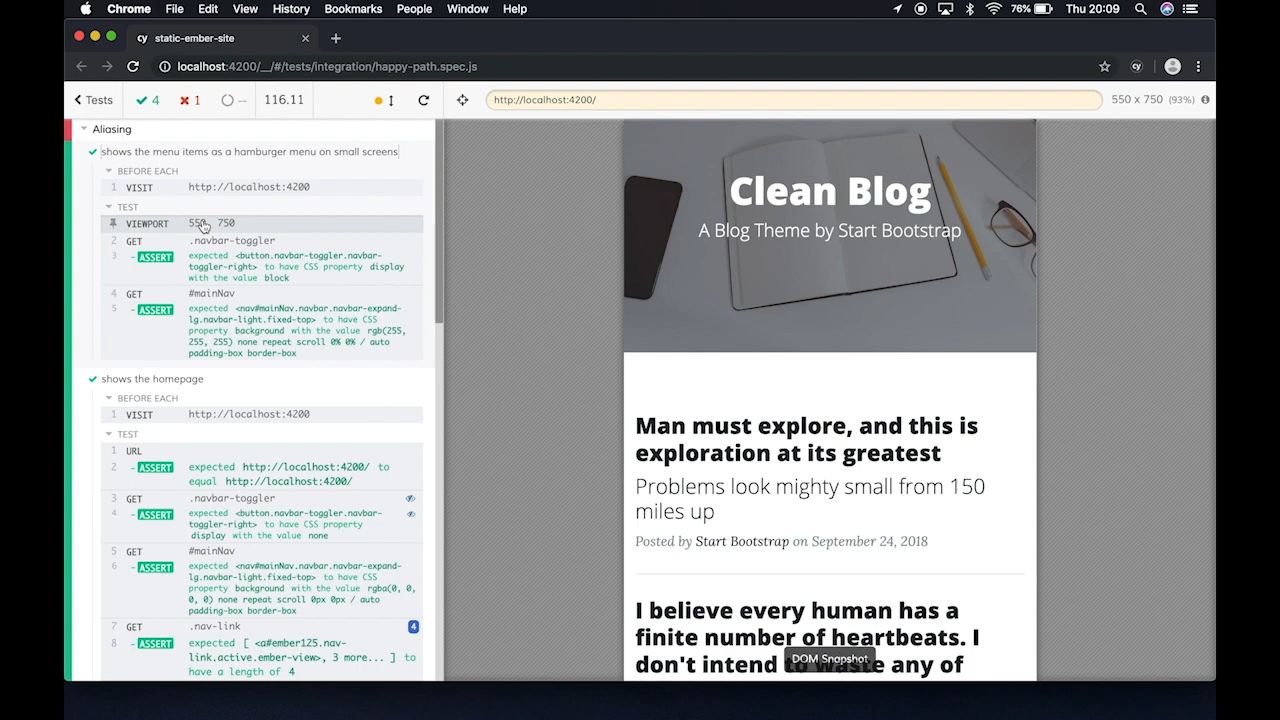 Chrome File Edit View History Bookmarks People Window Help 76% Thu 20:09
cy static-ember-site
localhost:4200/__/#/tests/integration/happy-path.spec.js cy
Tests 4 1 -- 116.11 http://localhost:4200/ 550 x 750 (93%)
Aliasing
shows the menu items as a hamburger menu on small screens
BEFORE EACH
1 VISIT http://localhost:4200
TEST
VIEWPORT 550, 750
2 GET .navbar-toggler
3 -ASSERT expected <button.navbar-toggler.navbar-
toggler-right> to have CSS property display
with the value block
4 GET #mainNav
5 -ASSERT expected <nav#mainNav.navbar.navbar-expand-
lg.navbar-light.fixed-top> to have CSS
property background with the value rgb(255,
255, 255) none repeat scroll 0% 0% / auto
padding-box border-box
shows the homepage
BEFORE EACH
1 VISIT http://localhost:4200
TEST
1 URL
2 -ASSERT expected http://localhost:4200/ to
equal http://localhost:4200/
3 GET .navbar-toggler
4 -ASSERT expected <button.navbar-toggler.navbar-
toggler-right> to have CSS property
display with the value none
5 GET #mainNav
6 -ASSERT expected <nav#mainNav.navbar.navbar-expand-
lg.navbar-light.fixed-top> to have CSS
property background with the value rgba(0, 0,
0, 0) none repeat scroll 0px 0px / auto
padding-box border-box
7 GET .nav-link 4
8 -ASSERT expected [ <a#ember125.nav-
link.active.ember-view>, 3 more... ] to
have a length of 4
Clean Blog
A Blog Theme by Start Bootstrap
Man must explore, and this is
exploration at its greatest
Problems look mighty small from 150
miles up
Posted by Start Bootstrap on September 24, 2018
I believe every human has a
finite number of heartbeats. I
don't intend to waste any of
DOM Snapshot